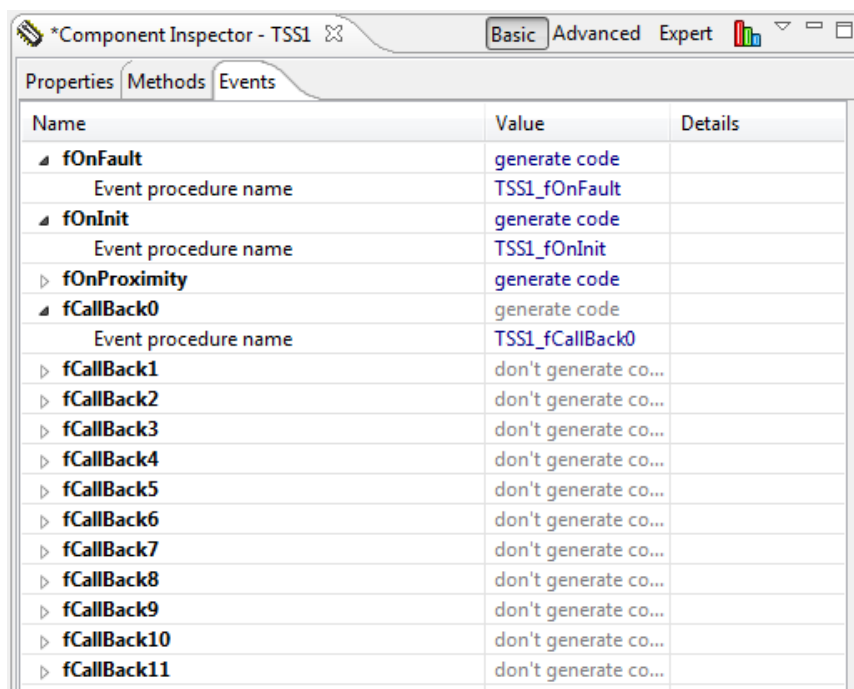 *Component Inspector - TSS1 Basic Advanced Expert
Properties Methods Events
Name Value Details
fOnFault generate code
Event procedure name TSS1_fOnFault
fOnInit generate code
Event procedure name TSS1_fOnInit
fOnProximity generate code
fCallBack0 generate code
Event procedure name TSS1_fCallBack0
fCallBack1 don't generate co...
fCallBack2 don't generate co...
fCallBack3 don't generate co...
fCallBack4 don't generate co...
fCallBack5 don't generate co...
fCallBack6 don't generate co...
fCallBack7 don't generate co...
fCallBack8 don't generate co...
fCallBack9 don't generate co...
fCallBack10 don't generate co...
fCallBack11 don't generate co...